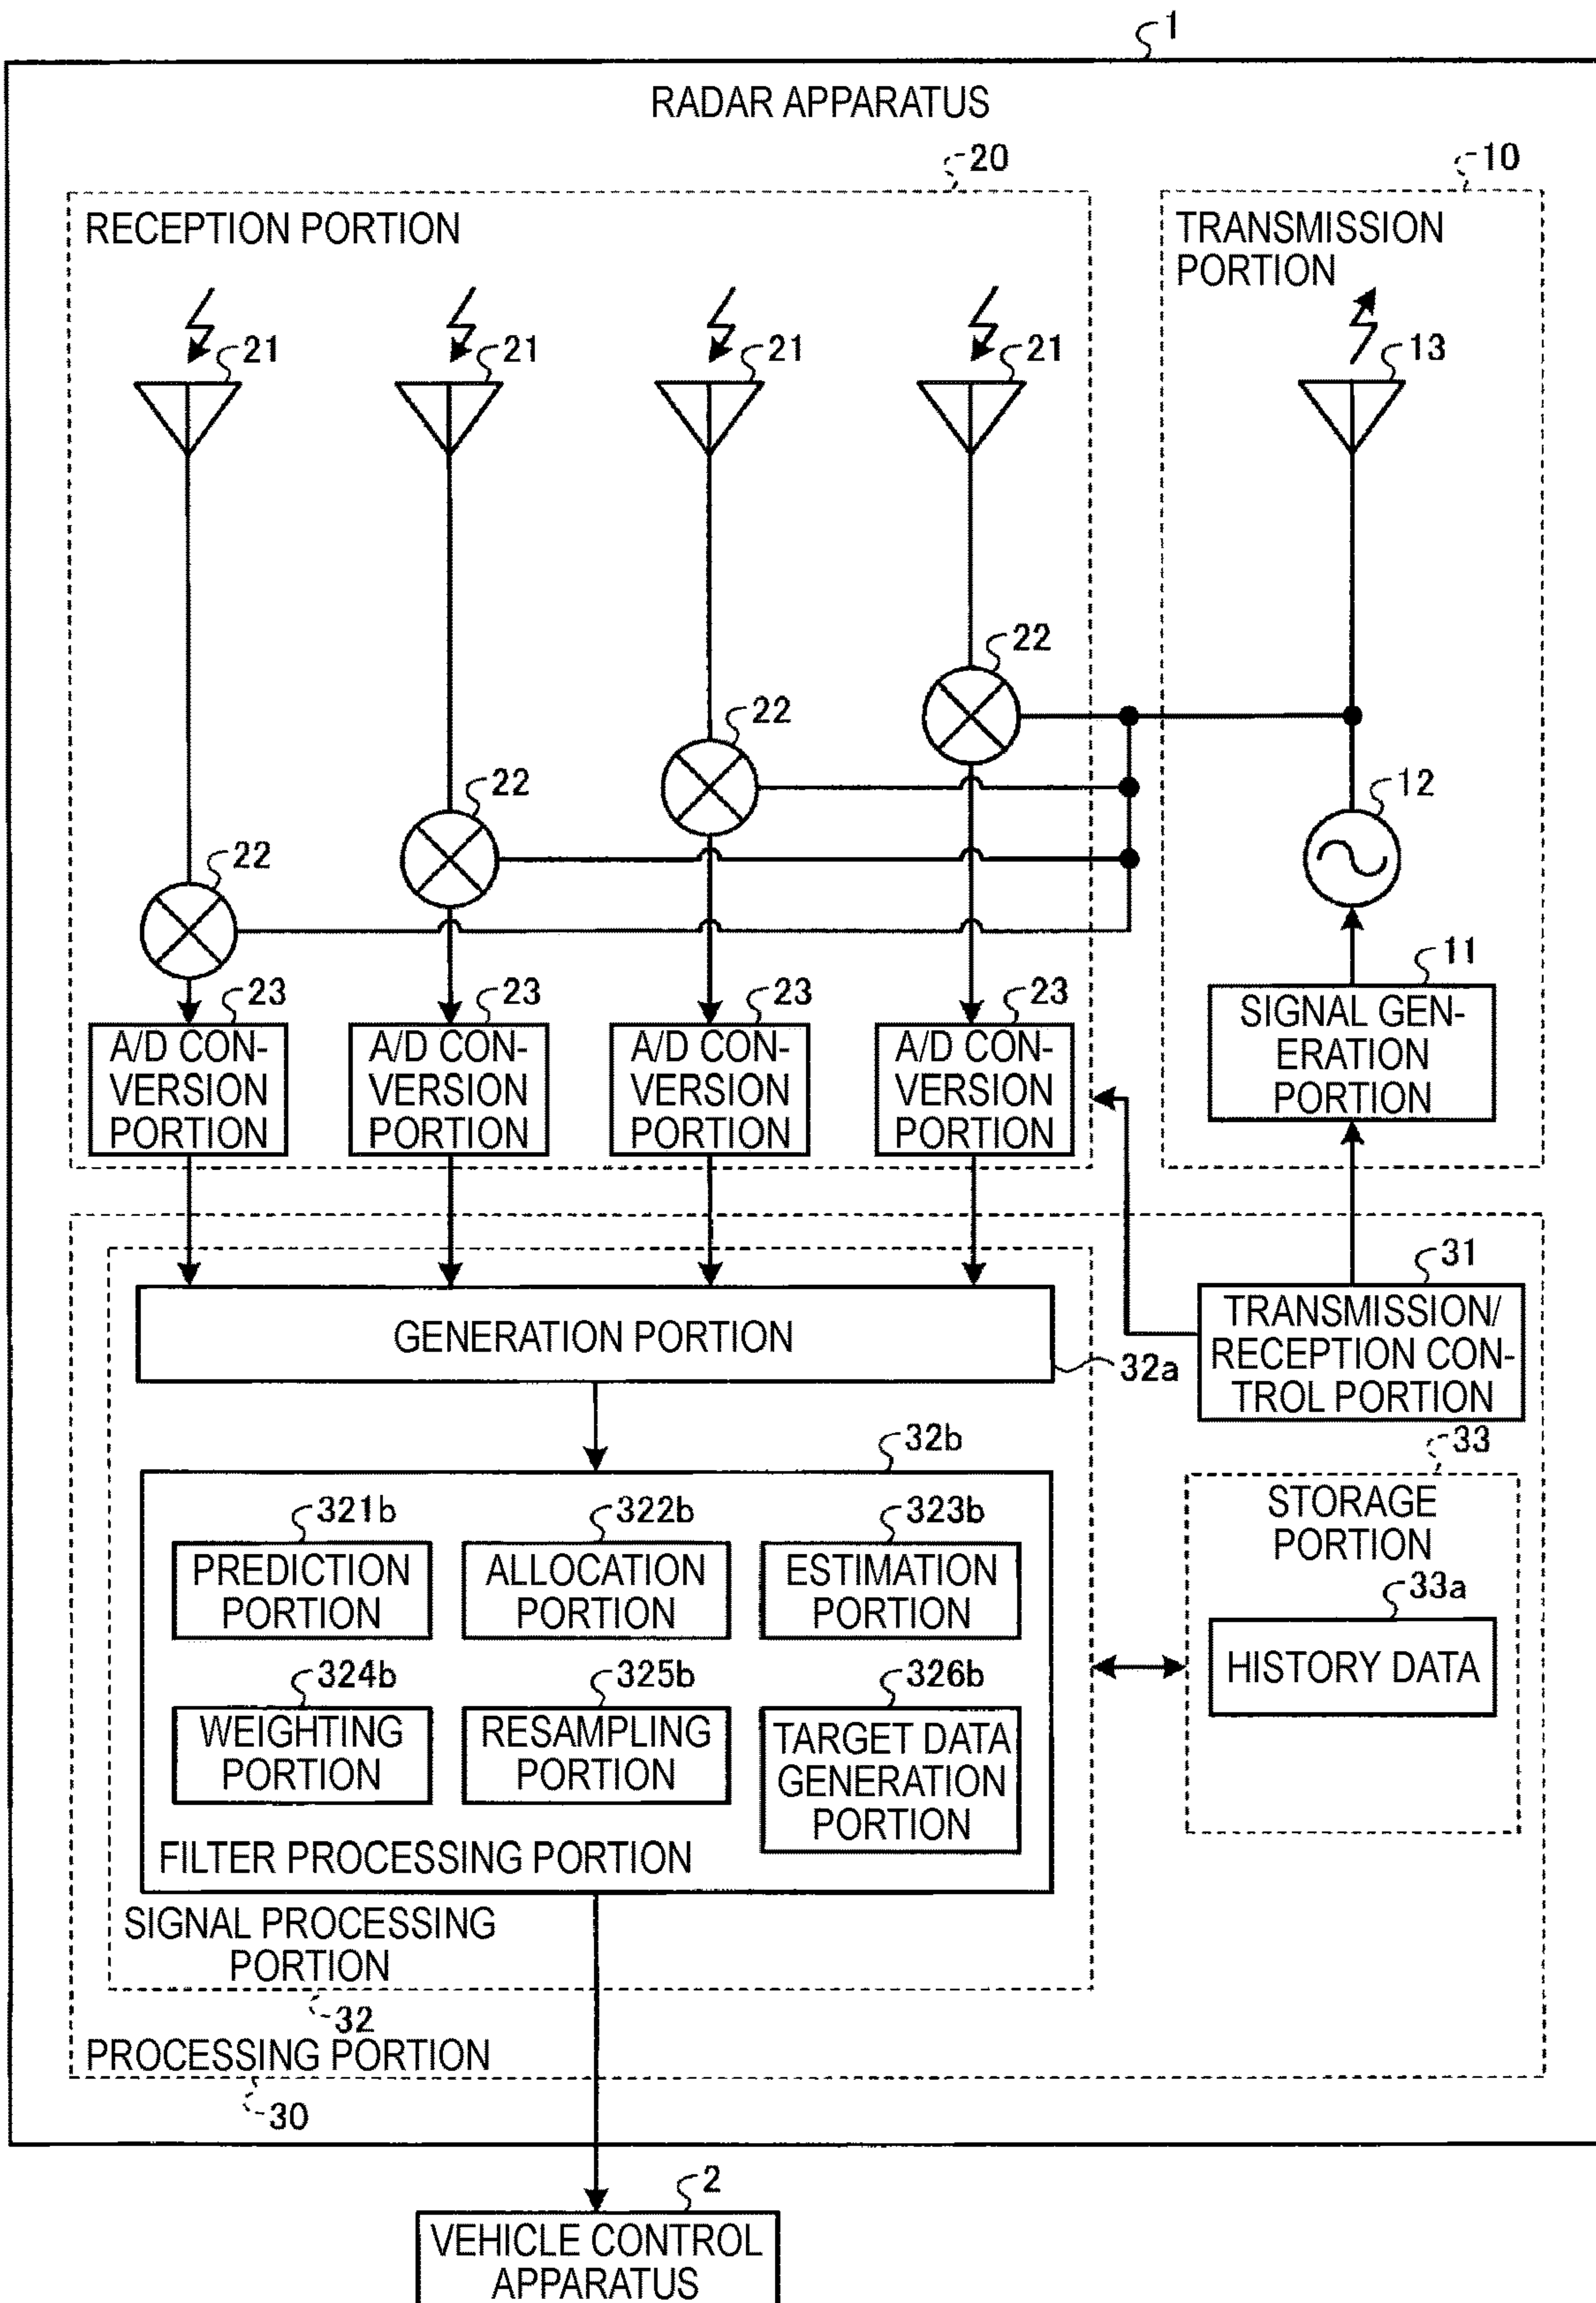 1
RADAR APPARATUS
20
10
RECEPTION PORTION
TRANSMISSION
PORTION
21
21
21
21
13
22
22
22
22
12
11
SIGNAL GEN-
ERATION
PORTION
23
23
23
23
A/D CON-
VERSION
PORTION
A/D CON-
VERSION
PORTION
A/D CON-
VERSION
PORTION
A/D CON-
VERSION
PORTION
31
TRANSMISSION/
RECEPTION CON-
TROL PORTION
GENERATION PORTION
32a
32b
33
STORAGE
PORTION
33a
HISTORY DATA
321b
PREDICTION
PORTION
322b
ALLOCATION
PORTION
323b
ESTIMATION
PORTION
324b
WEIGHTING
PORTION
325b
RESAMPLING
PORTION
326b
TARGET DATA
GENERATION
PORTION
FILTER PROCESSING PORTION
SIGNAL PROCESSING
PORTION
32
PROCESSING PORTION
30
2
VEHICLE CONTROL
APPARATUS